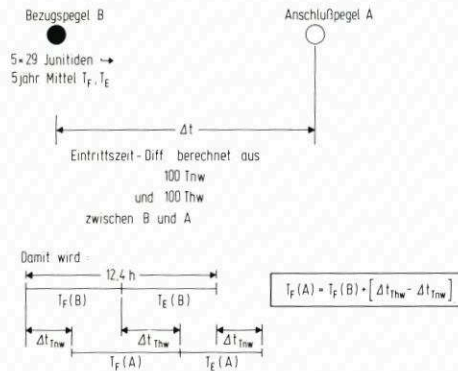 Bezugspegel B
Anschlußpegel A
5×29 Junitiden →
5jahr Mittel T_F, T_E
Δt
Eintrittszeit-Diff berechnet aus
100 Tnw
und 100 Thw
zwischen B und A
Damit wird:
12,4 h
T_F(B) T_E(B)
T_F(A) = T_F(B) + [Δt_Thw - Δt_Tnw]
Δt_Tnw Δt_Thw Δt_Tnw
T_F(A) T_E(A)